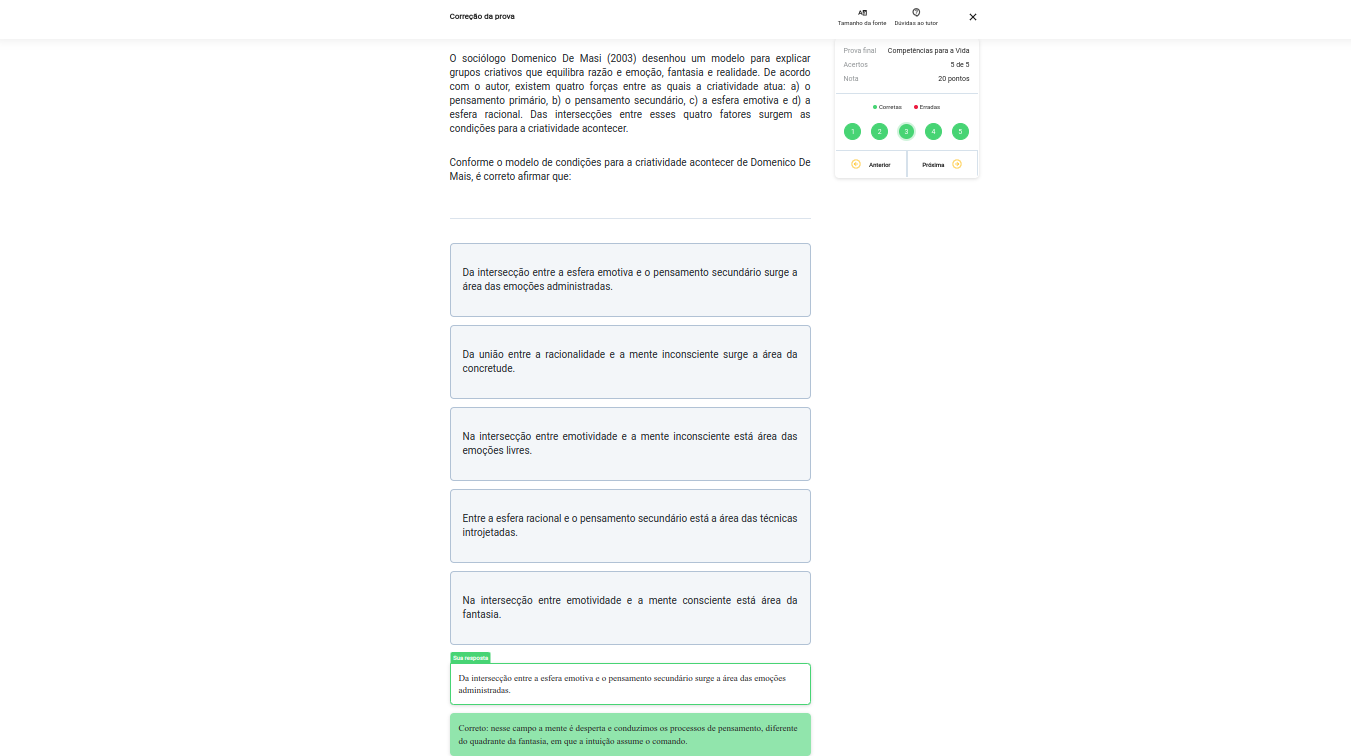 Correção da prova
Tamanho da fonte
Dúvidas ao tutor
O sociólogo Domenico De Masi (2003) desenhou um modelo para explicar
grupos criativos que equilibra razão e emoção, fantasia e realidade. De acordo
com o autor, existem quatro forças entre as quais a criatividade atua: a) o
pensamento primário, b) o pensamento secundário, c) a esfera emotiva e d) a
esfera racional. Das intersecções entre esses quatro fatores surgem as
condições para a criatividade acontecer.
Conforme o modelo de condições para a criatividade acontecer de Domenico De
Mais, é correto afirmar que:
Da intersecção entre a esfera emotiva e o pensamento secundário surge a
área das emoções administradas.
Da união entre a racionalidade e a mente inconsciente surge a área da
concretude.
Na intersecção entre emotividade e a mente inconsciente está área das
emoções livres.
Entre a esfera racional e o pensamento secundário está a área das técnicas
introjetadas.
Na intersecção entre emotividade e a mente consciente está área da
fantasia.
Sua resposta
Da intersecção entre a esfera emotiva e o pensamento secundário surge a área das emoções
administradas.
Correto: nesse campo a mente é desperta e conduzimos os processos de pensamento, diferente
do quadrante da fantasia, em que a intuição assume o comando.
Prova final Competências para a Vida
Acertos 5 de 5
Nota 20 pontos
Corretas Erradas
1 2 3 4 5
Anterior Próxima